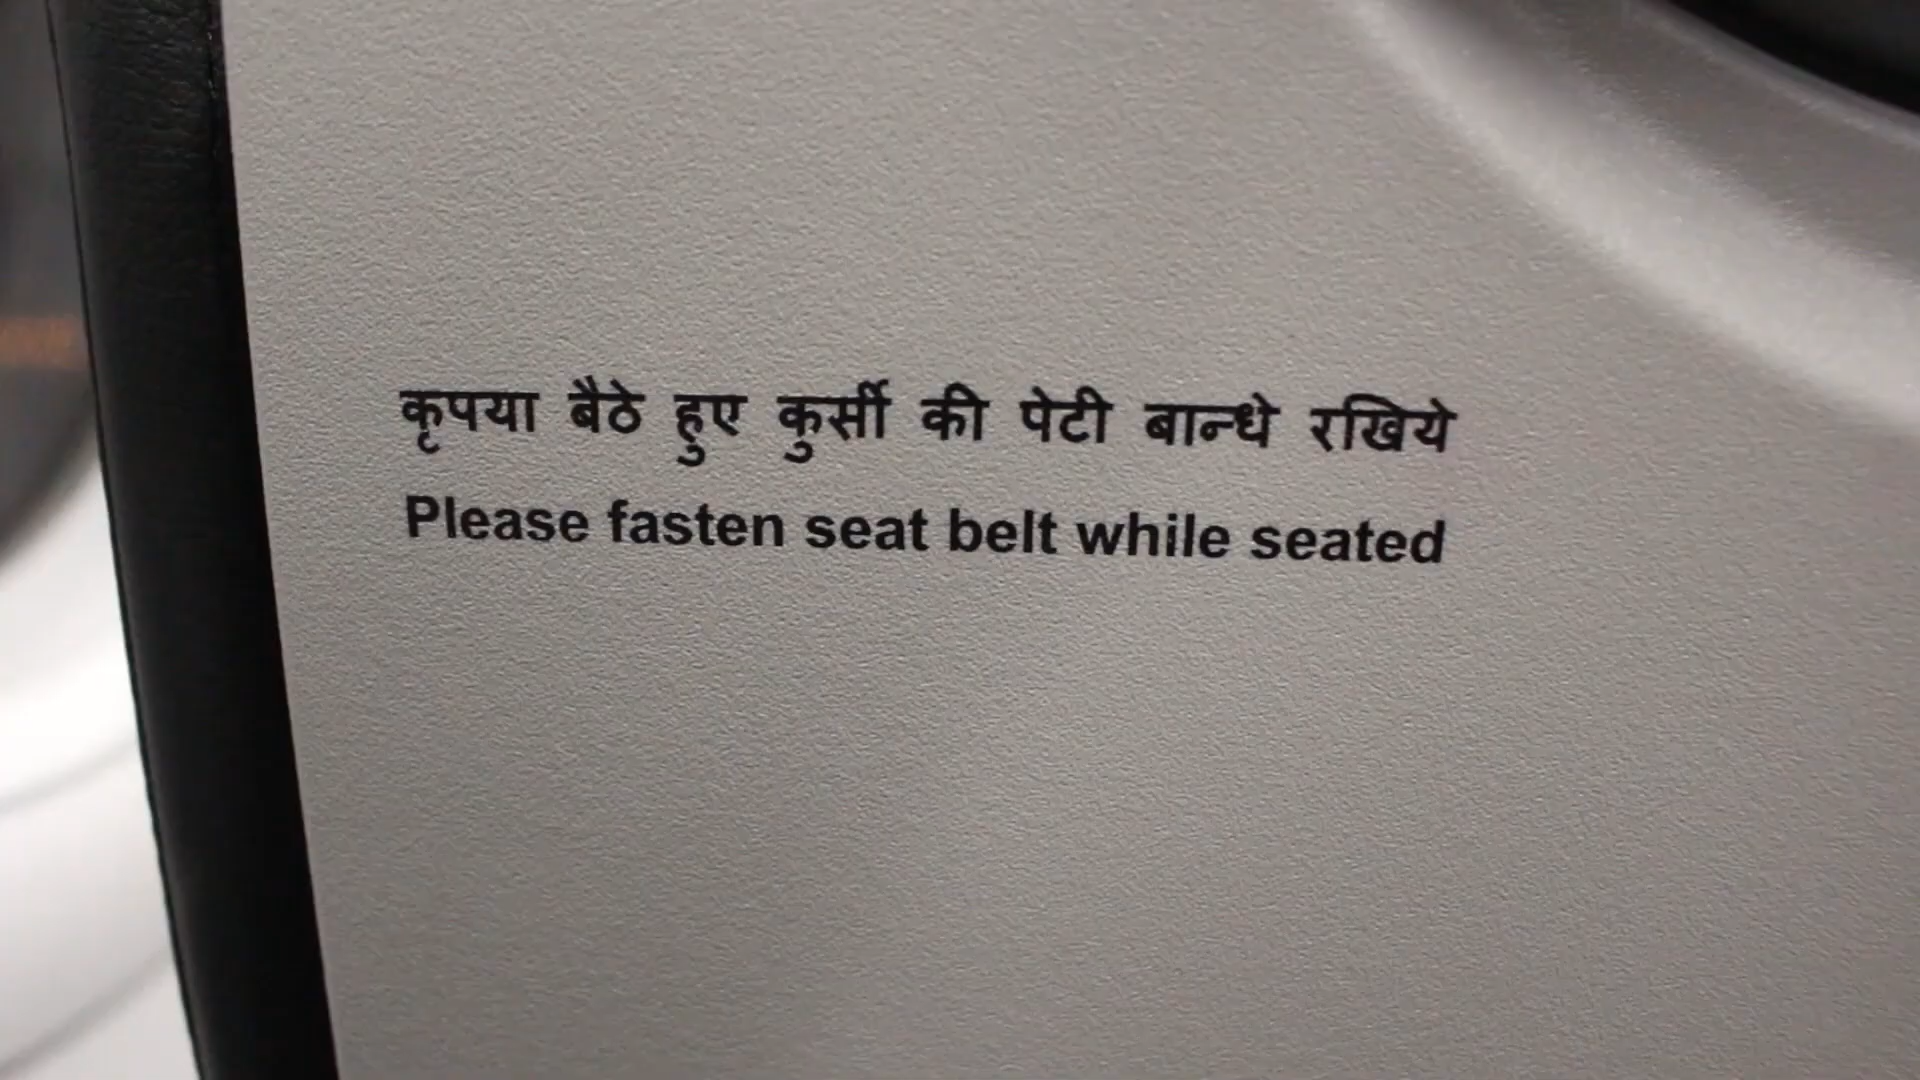 कृपया बैठे हुए कुर्सी की पेटी बान्धे रखिये
Please fasten seat belt while seated